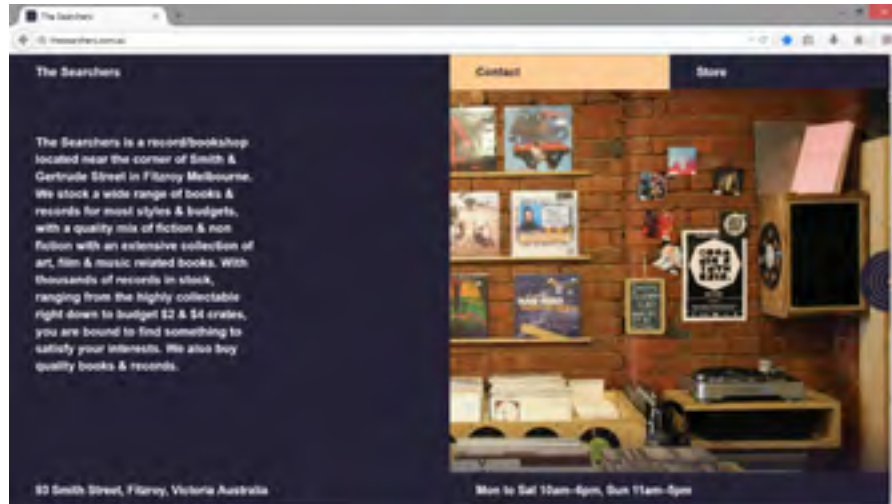 The Searchers
thesearchers.com.au
The Searchers
Contact
Store
The Searchers is a record/bookshop
located near the corner of Smith &
Gertrude Street in Fitzroy Melbourne.
We stock a wide range of books &
records for most styles & budgets,
with a quality mix of fiction & non
fiction with an extensive collection of
art, film & music related books. With
thousands of records in stock,
ranging from the highly collectable
right down to budget $2 & $4 crates,
you are bound to find something to
satisfy your interests. We also buy
quality books & records.
93 Smith Street, Fitzroy, Victoria Australia
Mon to Sat 10am–6pm, Sun 11am–5pm